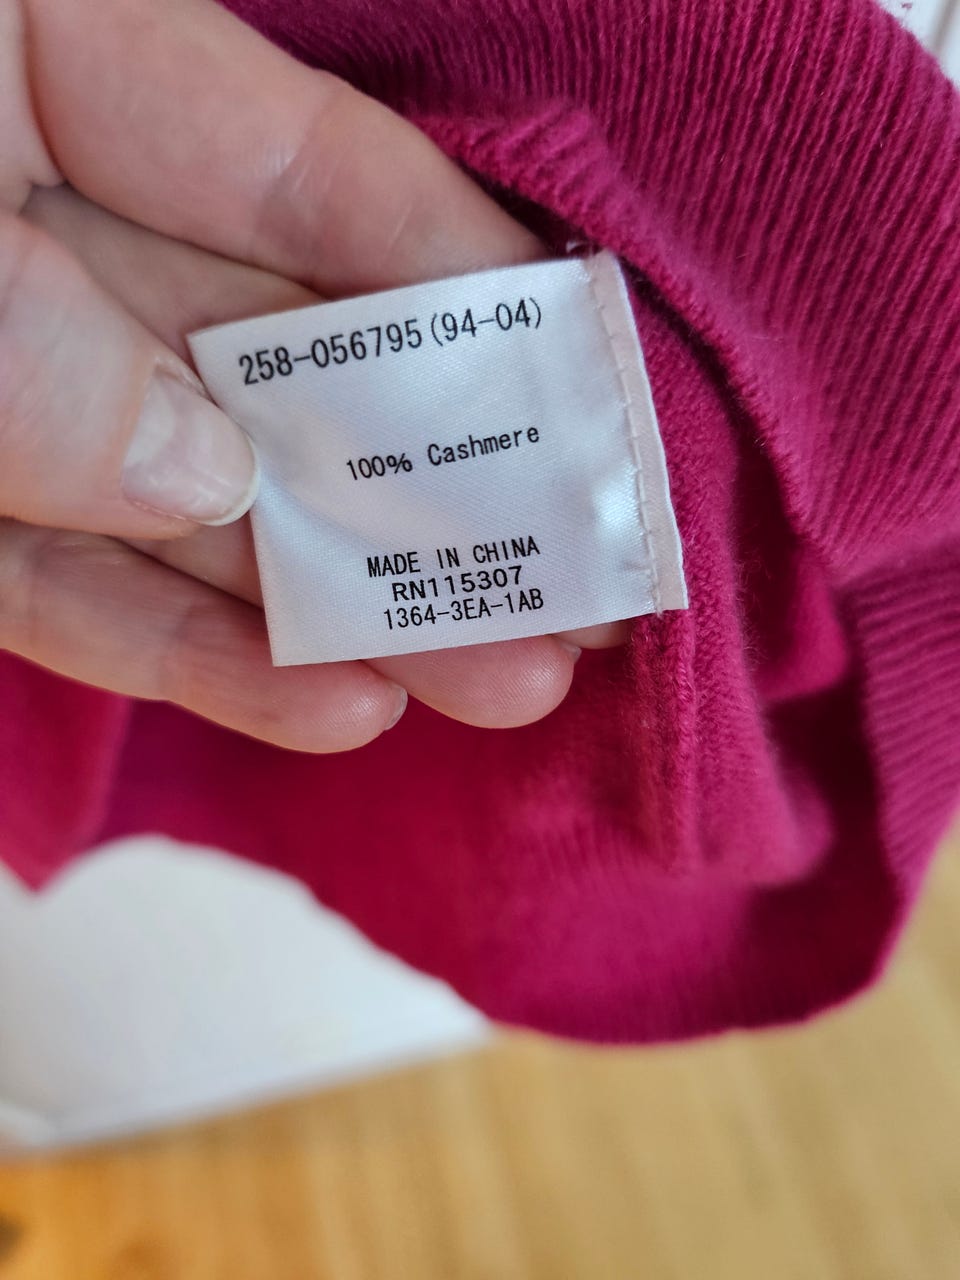 258-056795(94-04)
100% Cashmere
MADE IN CHINA
RN115307
1364-3EA-1AB